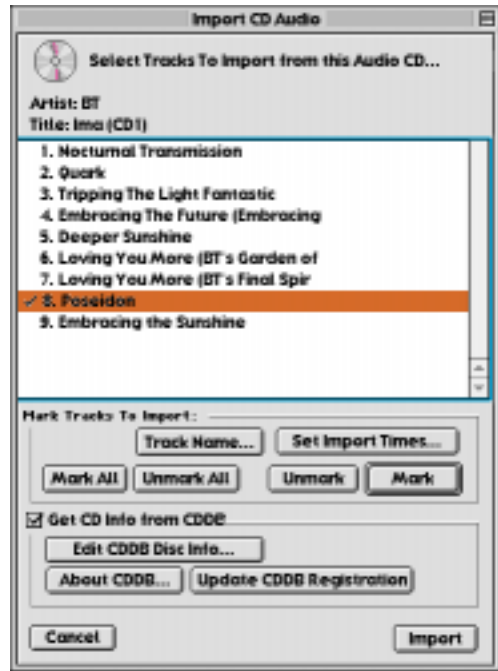 Import CD Audio
Select Tracks To Import from this Audio CD...
Artist: BT
Title: Ima (CD1)
1. Nocturnal Transmission
2. Quark
3. Tripping The Light Fantastic
4. Embracing The Future (Embracing
5. Deeper Sunshine
6. Loving You More (BT's Garden of
7. Loving You More (BT's Final Spir
✓ 8. Poseidon
9. Embracing the Sunshine
Mark Tracks To Import:
Track Name... Set Import Times...
Mark All Unmark All Unmark Mark
Get CD Info from CDDB
Edit CDDB Disc Info...
About CDDB... Update CDDB Registration
Cancel Import